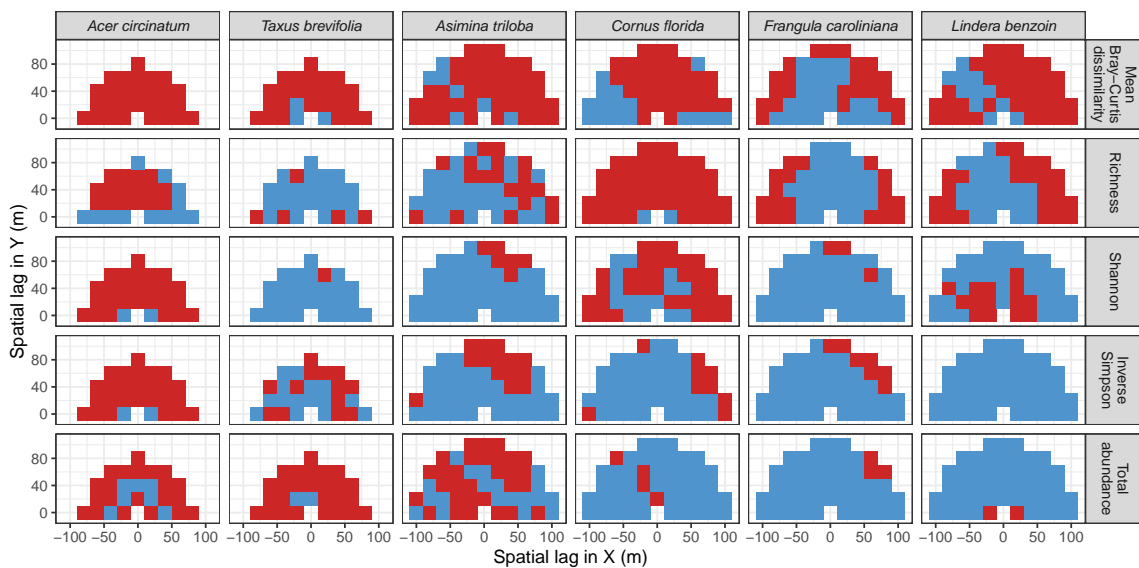 Acer circinatum Taxus brevifolia Asimina triloba Cornus florida Frangula caroliniana Lindera benzoin
Mean
Bray−Curtis
dissimilarity
Richness
Shannon
Inverse
Simpson
Total
abundance
Spatial lag in Y (m)
80
40
0
80
40
0
80
40
0
80
40
0
80
40
0
−100 −50 0 50 100 −100 −50 0 50 100 −100 −50 0 50 100 −100 −50 0 50 100 −100 −50 0 50 100 −100 −50 0 50 100
Spatial lag in X (m)